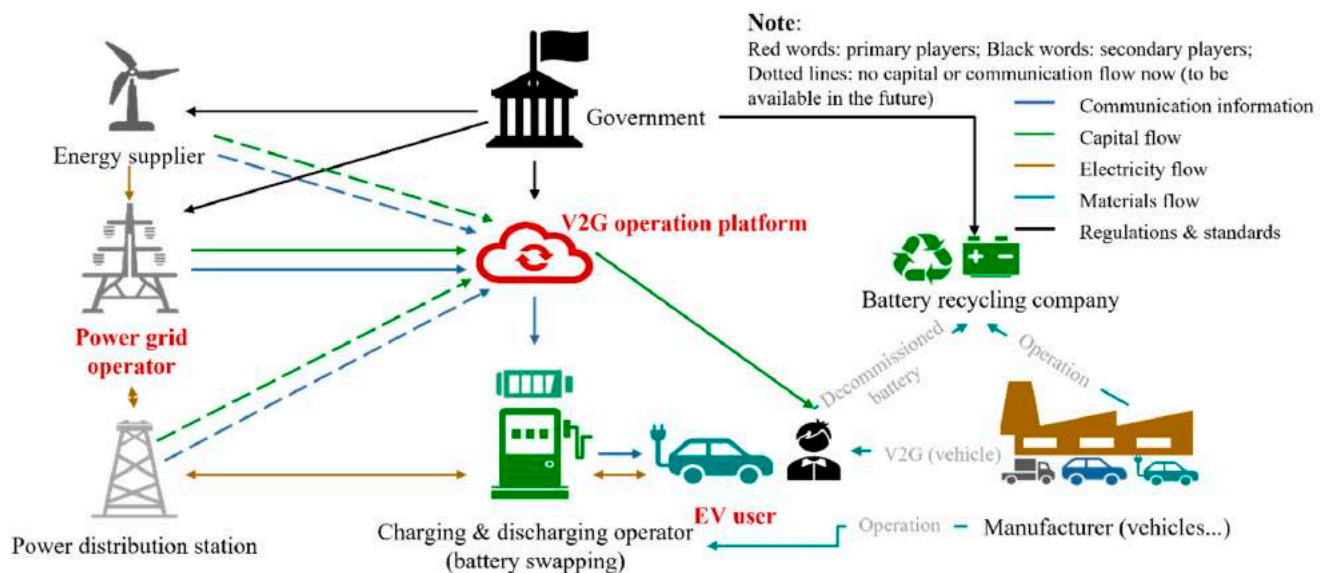 Note:
Red words: primary players; Black words: secondary players;
Dotted lines: no capital or communication flow now (to be
available in the future)
Communication information
Capital flow
Electricity flow
Materials flow
Regulations & standards
Government
Energy supplier
V2G operation platform
Battery recycling company
Power grid
operator
Decommissioned
battery
Operation
V2G (vehicle)
EV user
Charging & discharging operator
(battery swapping)
Operation
Manufacturer (vehicles...)
Power distribution station